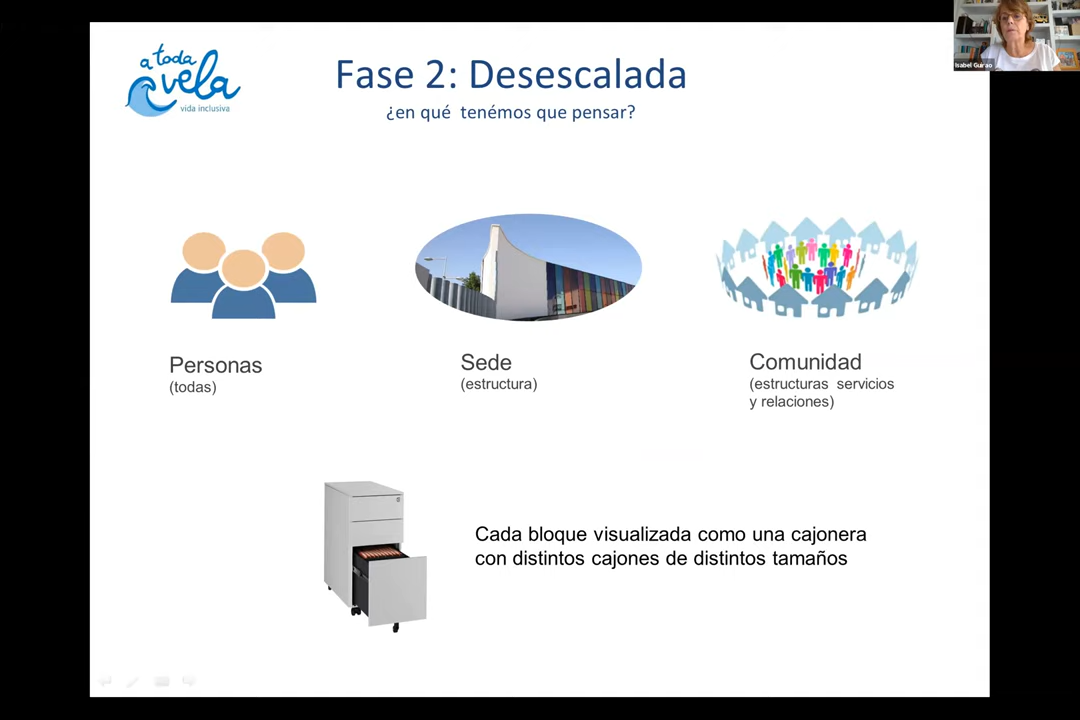 a toda
vela
vida inclusiva
Fase 2: Desescalada
¿en qué tenémos que pensar?
Isabel Guirao
Personas
(todas)
Sede
(estructura)
Comunidad
(estructuras servicios
y relaciones)
Cada bloque visualizada como una cajonera
con distintos cajones de distintos tamaños